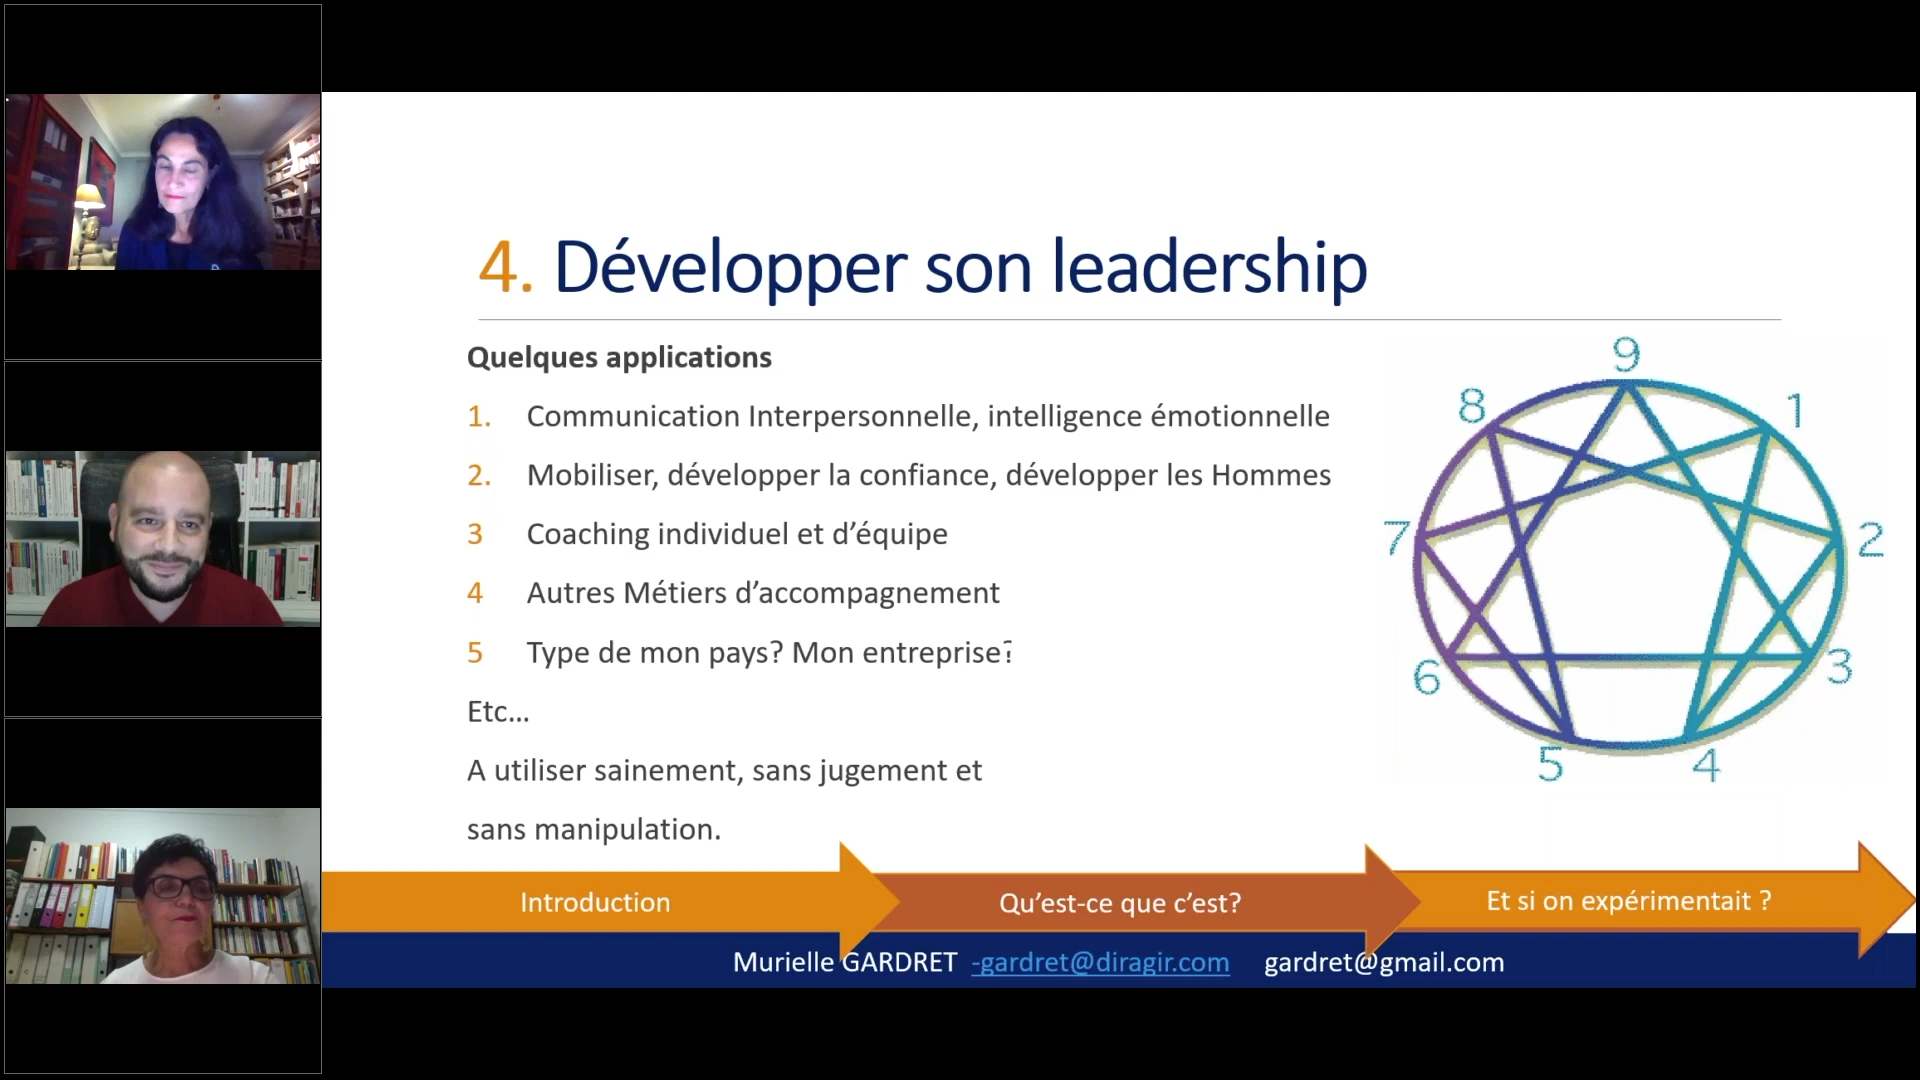 4. Développer son leadership
Quelques applications
1. Communication Interpersonnelle, intelligence émotionnelle
2. Mobiliser, développer la confiance, développer les Hommes
3 Coaching individuel et d’équipe
4 Autres Métiers d’accompagnement
5 Type de mon pays? Mon entreprise?
Etc...
A utiliser sainement, sans jugement et
sans manipulation.
9
8
1
7
2
6
3
5
4
Introduction
Qu’est-ce que c’est?
Et si on expérimentait ?
Murielle GARDRET -gardret@diragir.com gardret@gmail.com